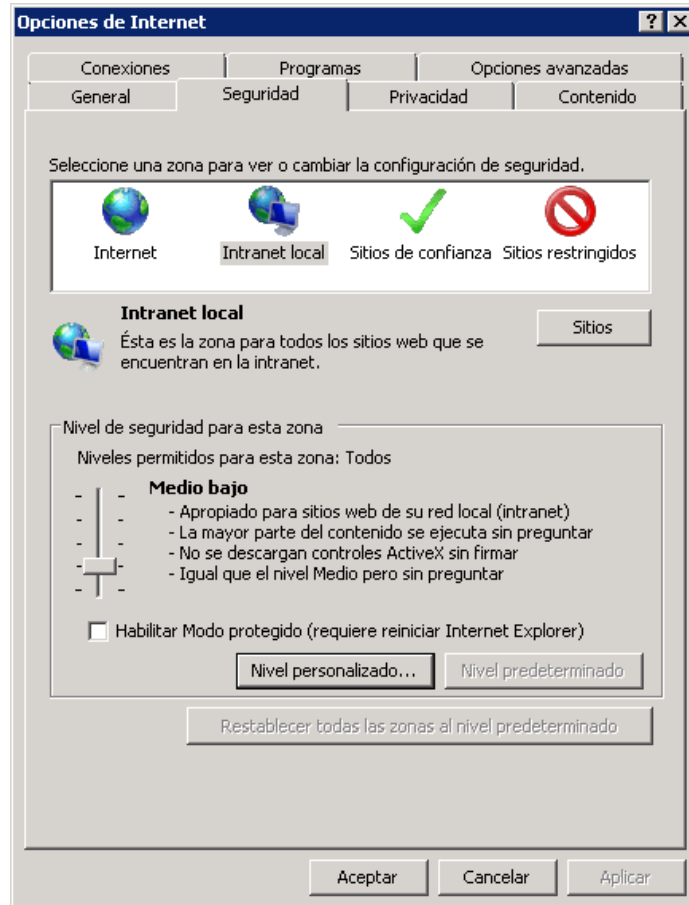 Opciones de Internet
Conexiones Programas Opciones avanzadas
General Seguridad Privacidad Contenido
Seleccione una zona para ver o cambiar la configuración de seguridad.
Internet Intranet local Sitios de confianza Sitios restringidos
Intranet local
Sitios
Ésta es la zona para todos los sitios web que se
encuentran en la intranet.
Nivel de seguridad para esta zona
Niveles permitidos para esta zona: Todos
Medio bajo
- Apropiado para sitios web de su red local (intranet)
- La mayor parte del contenido se ejecuta sin preguntar
- No se descargan controles ActiveX sin firmar
- Igual que el nivel Medio pero sin preguntar
Habilitar Modo protegido (requiere reiniciar Internet Explorer)
Nivel personalizado... Nivel predeterminado
Restablecer todas las zonas al nivel predeterminado
Aceptar Cancelar Aplicar